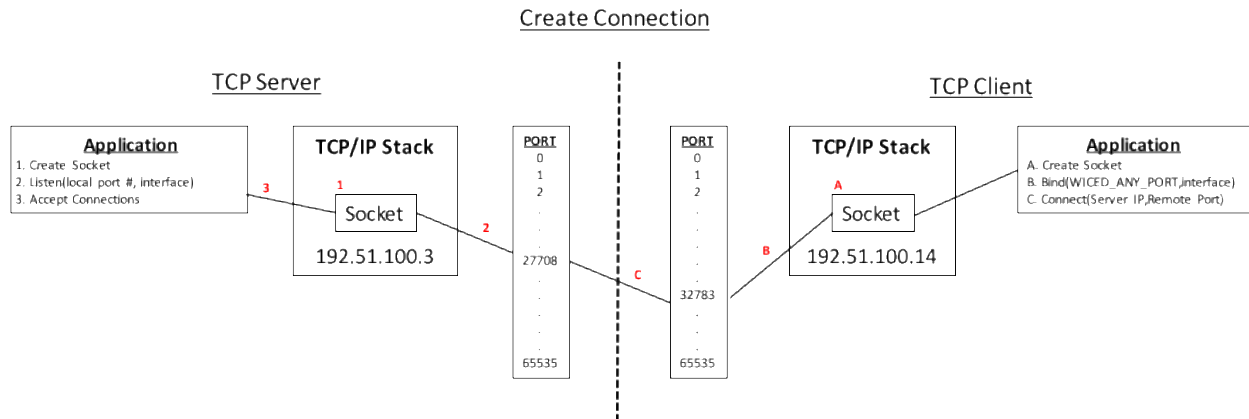 Create Connection
TCP Server
Application
1. Create Socket
2. Listen(local port #, interface)
3. Accept Connections
3
TCP/IP Stack
1
Socket
192.51.100.3
2
PORT
0
1
2
.
.
.
27708
.
.
.
.
65535
C
TCP Client
PORT
0
1
2
.
.
.
.
.
32783
.
.
.
65535
B
TCP/IP Stack
A
Socket
192.51.100.14
Application
A. Create Socket
B. Bind(WICED_ANY_PORT,interface)
C. Connect(Server IP,Remote Port)